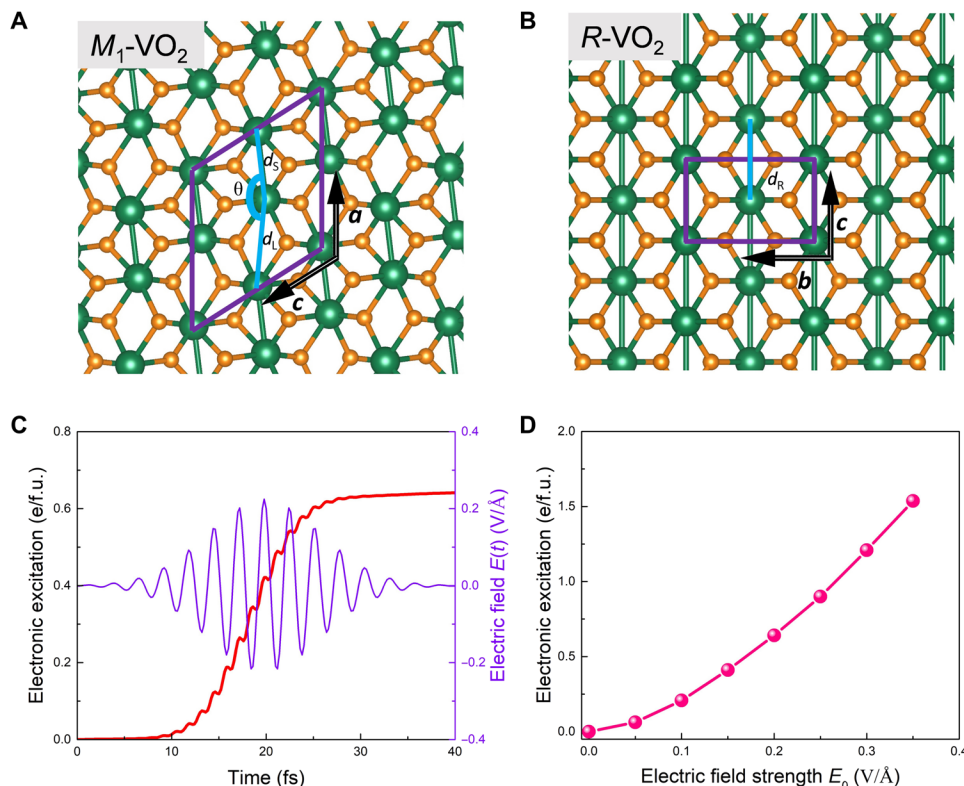 A
M1-VO2
dS
θ
dL
a
c
B
R-VO2
dR
c
b
C
0.8
0.6
0.4
0.2
0.0
Electronic excitation (e/f.u.)
0.4
0.2
0.0
−0.2
−0.4
Electric field E(t) (V/Å)
0 10 20 30 40
Time (fs)
D
2.0
1.5
1.0
0.5
0.0
Electronic excitation (e/f.u.)
0.0 0.1 0.2 0.3 0.4
Electric field strength E0 (V/Å)